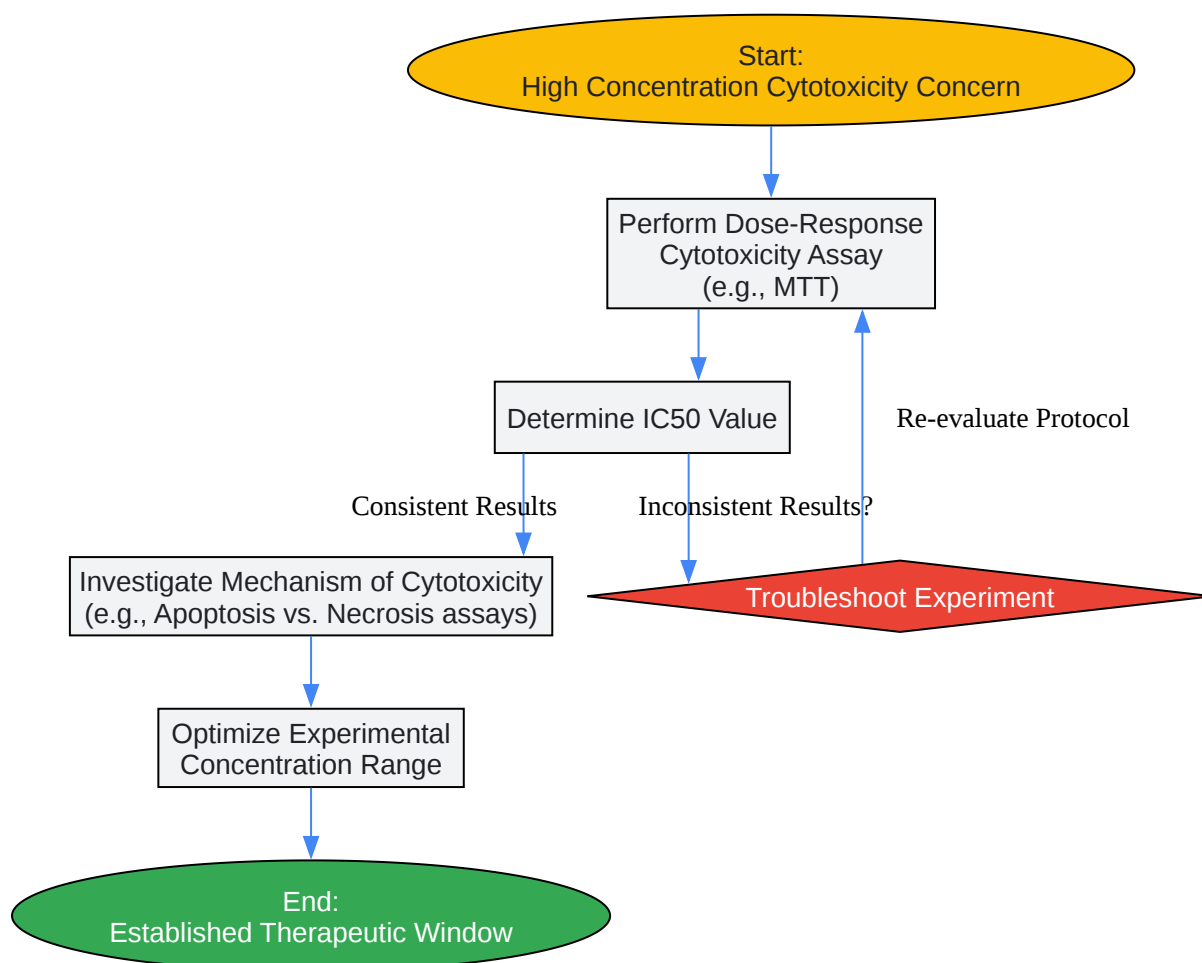 Start:
High Concentration Cytotoxicity Concern
Perform Dose-Response
Cytotoxicity Assay
(e.g., MTT)
Determine IC50 Value
Re-evaluate Protocol
Consistent Results
Inconsistent Results?
Investigate Mechanism of Cytotoxicity
(e.g., Apoptosis vs. Necrosis assays)
Troubleshoot Experiment
Optimize Experimental
Concentration Range
End:
Established Therapeutic Window